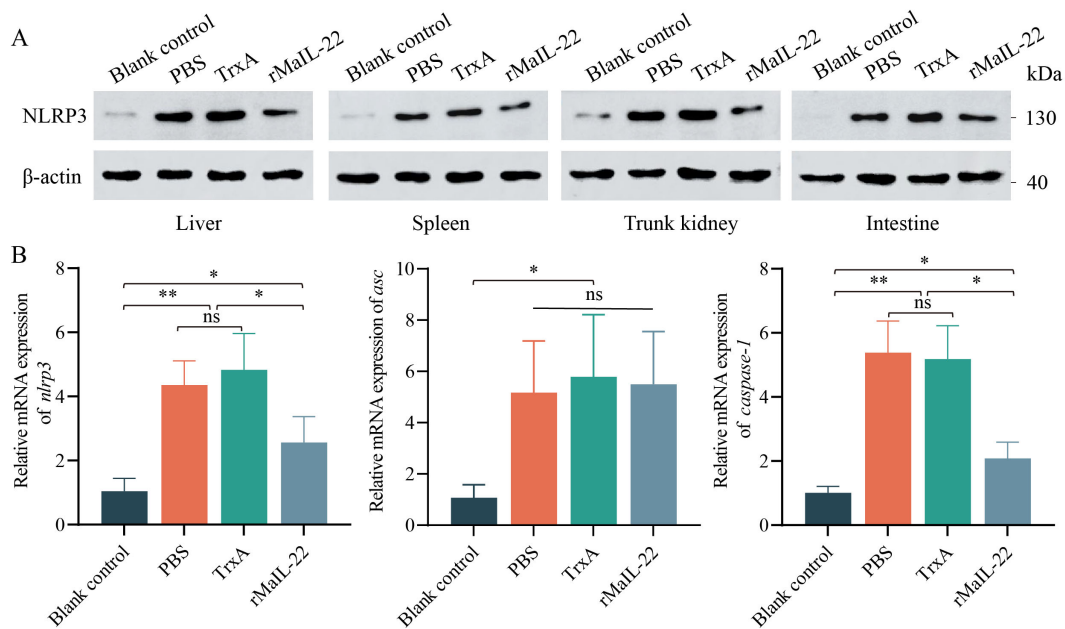 A
Blank control PBS TrxA rMaIL-22 Blank control PBS TrxA rMaIL-22 Blank control PBS TrxA rMaIL-22 Blank control PBS TrxA rMaIL-22
kDa
NLRP3 130
β-actin 40
Liver Spleen Trunk kidney Intestine
B
Relative mRNA expression
of nlrp3
8
6
4
2
0
*
** *
ns
Blank control PBS TrxA rMaIL-22
Relative mRNA expression of asc
10
8
6
4
2
0
*
ns
Blank control PBS TrxA rMaIL-22
Relative mRNA expression
of caspase-1
8
6
4
2
0
*
** *
ns
Blank control PBS TrxA rMaIL-22